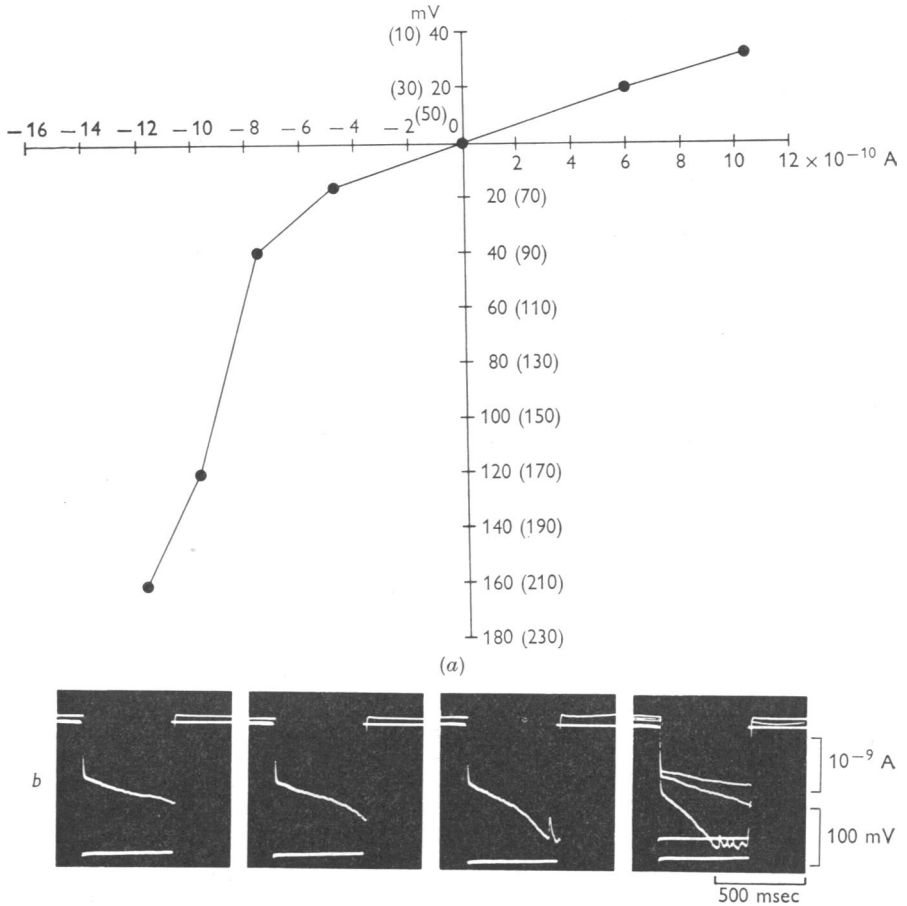 mV
(10) 40
(30) 20
(50)
−16 −14 −12 −10 −8 −6 −4 −2 0
2 4 6 8 10 12 × 10⁻¹⁰ A
20 (70)
40 (90)
60 (110)
80 (130)
100 (150)
120 (170)
140 (190)
160 (210)
180 (230)
(a)
b
10⁻⁹ A
100 mV
500 msec